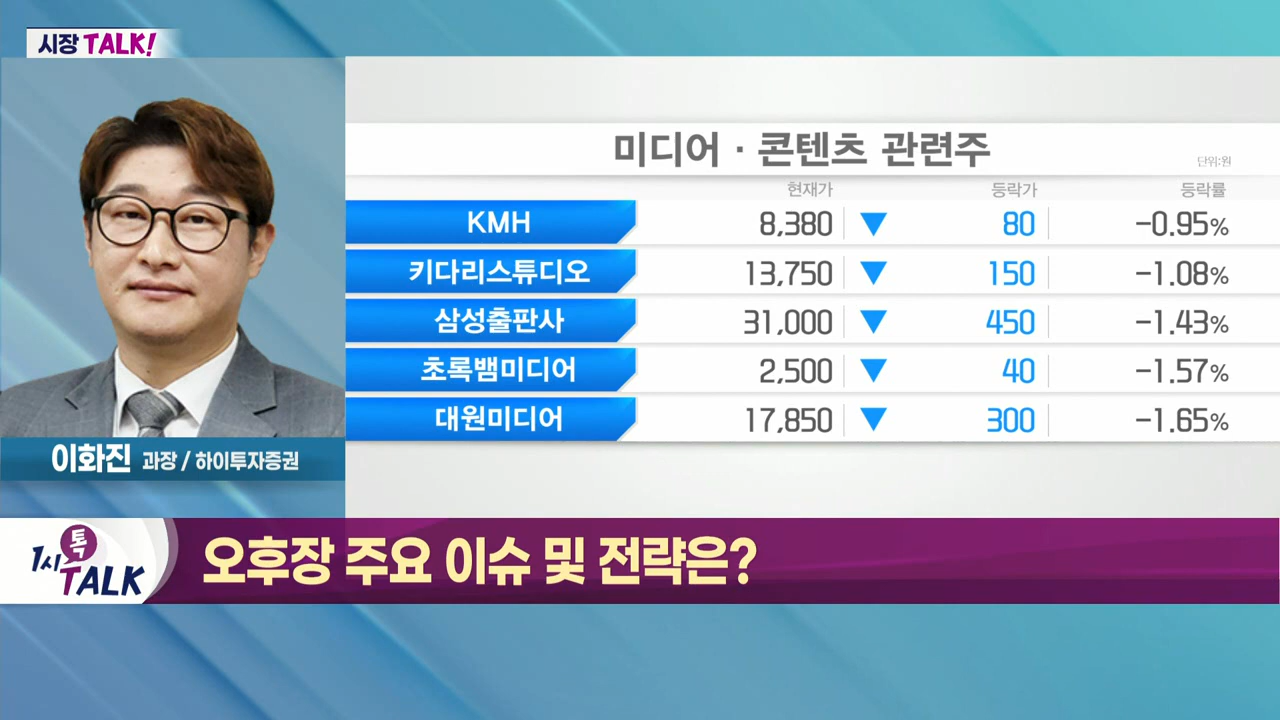 시장 TALK!
미디어 · 콘텐츠 관련주
단위:원
현재가 등락가 등락률
KMH 8,380 ▼ 80 -0.95%
키다리스튜디오 13,750 ▼ 150 -1.08%
삼성출판사 31,000 ▼ 450 -1.43%
초록뱀미디어 2,500 ▼ 40 -1.57%
대원미디어 17,850 ▼ 300 -1.65%
이화진 과장 / 하이투자증권
1시 톡 TALK
오후장 주요 이슈 및 전략은?